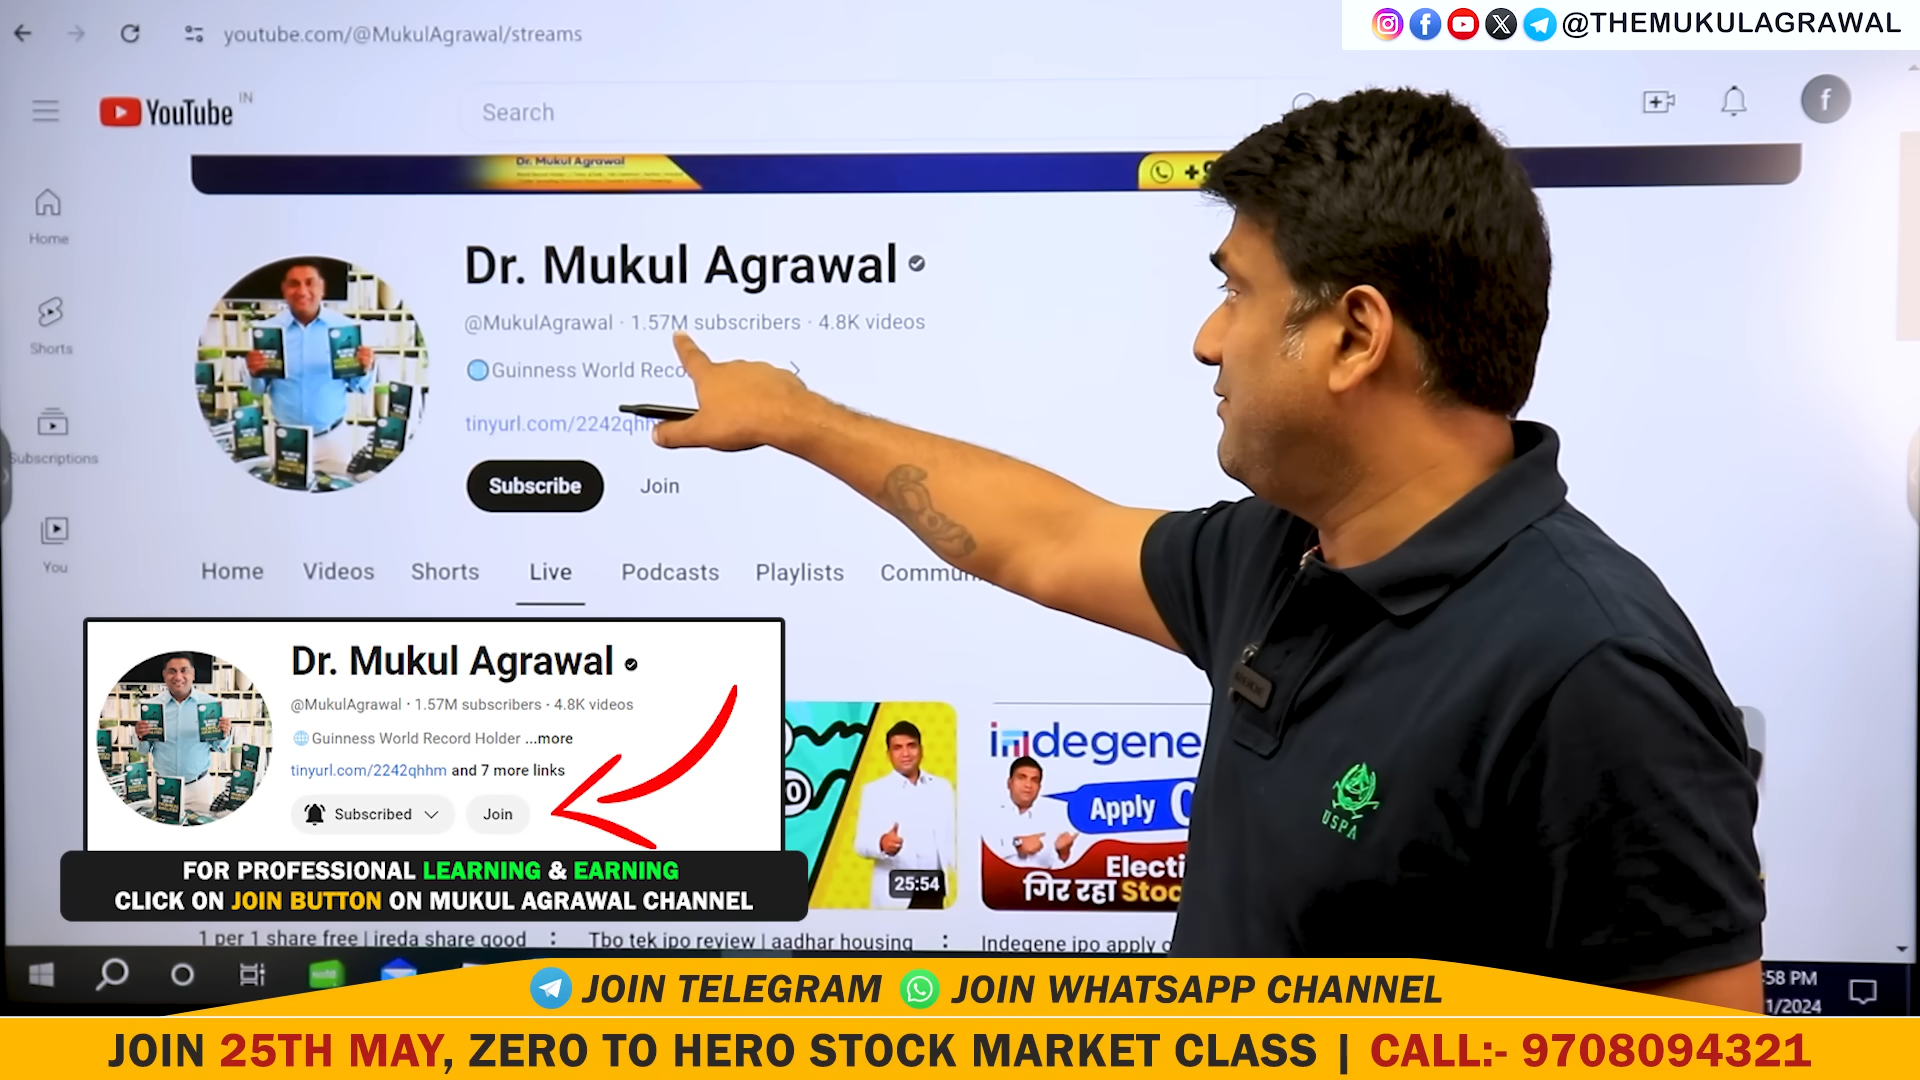 youtube.com/@MukulAgrawal/streams
@THEMUKULAGRAWAL
YouTube IN
Search
f
Dr. Mukul Agrawal
Home
Shorts
Subscriptions
You
Dr. Mukul Agrawal
@MukulAgrawal · 1.57M subscribers · 4.8K videos
Guinness World Reco
tinyurl.com/2242qhh
Subscribe
Join
Home Videos Shorts Live Podcasts Playlists Commun
Dr. Mukul Agrawal
@MukulAgrawal · 1.57M subscribers · 4.8K videos
Guinness World Record Holder ...more
tinyurl.com/2242qhhm and 7 more links
Subscribed
Join
FOR PROFESSIONAL LEARNING & EARNING
CLICK ON JOIN BUTTON ON MUKUL AGRAWAL CHANNEL
25:54
indegene
Apply
Electi
गिर रहा Stoc
USPA
1 per 1 share free | ireda share good
Tbo tek ipo review | aadhar housing
Indegene ipo apply o
:58 PM
1/2024
JOIN TELEGRAM JOIN WHATSAPP CHANNEL
JOIN 25TH MAY, ZERO TO HERO STOCK MARKET CLASS | CALL:- 9708094321